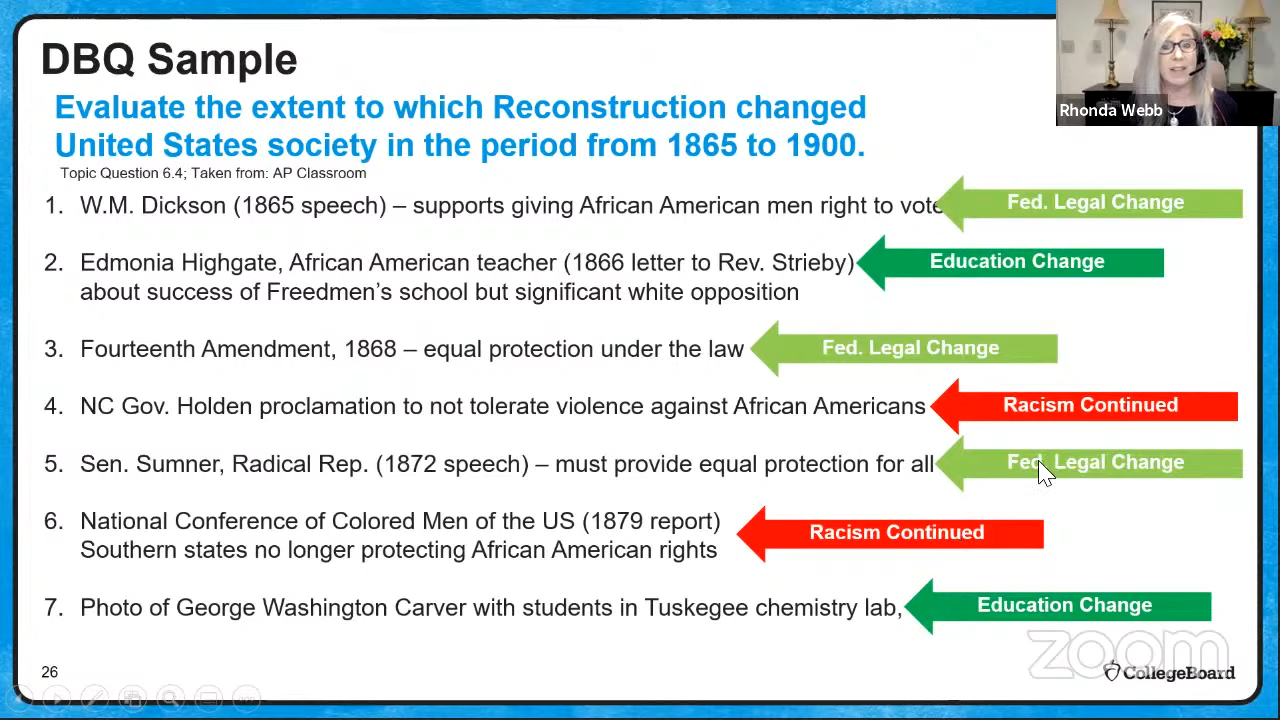 DBQ Sample
Rhonda Webb
Evaluate the extent to which Reconstruction changed
United States society in the period from 1865 to 1900.
Topic Question 6.4; Taken from: AP Classroom
1. W.M. Dickson (1865 speech) – supports giving African American men right to vote
Fed. Legal Change
2. Edmonia Highgate, African American teacher (1866 letter to Rev. Strieby)
about success of Freedmen's school but significant white opposition
Education Change
3. Fourteenth Amendment, 1868 – equal protection under the law
Fed. Legal Change
4. NC Gov. Holden proclamation to not tolerate violence against African Americans
Racism Continued
5. Sen. Sumner, Radical Rep. (1872 speech) – must provide equal protection for all
Fed. Legal Change
6. National Conference of Colored Men of the US (1879 report)
Southern states no longer protecting African American rights
Racism Continued
7. Photo of George Washington Carver with students in Tuskegee chemistry lab,
Education Change
zoom
26
CollegeBoard